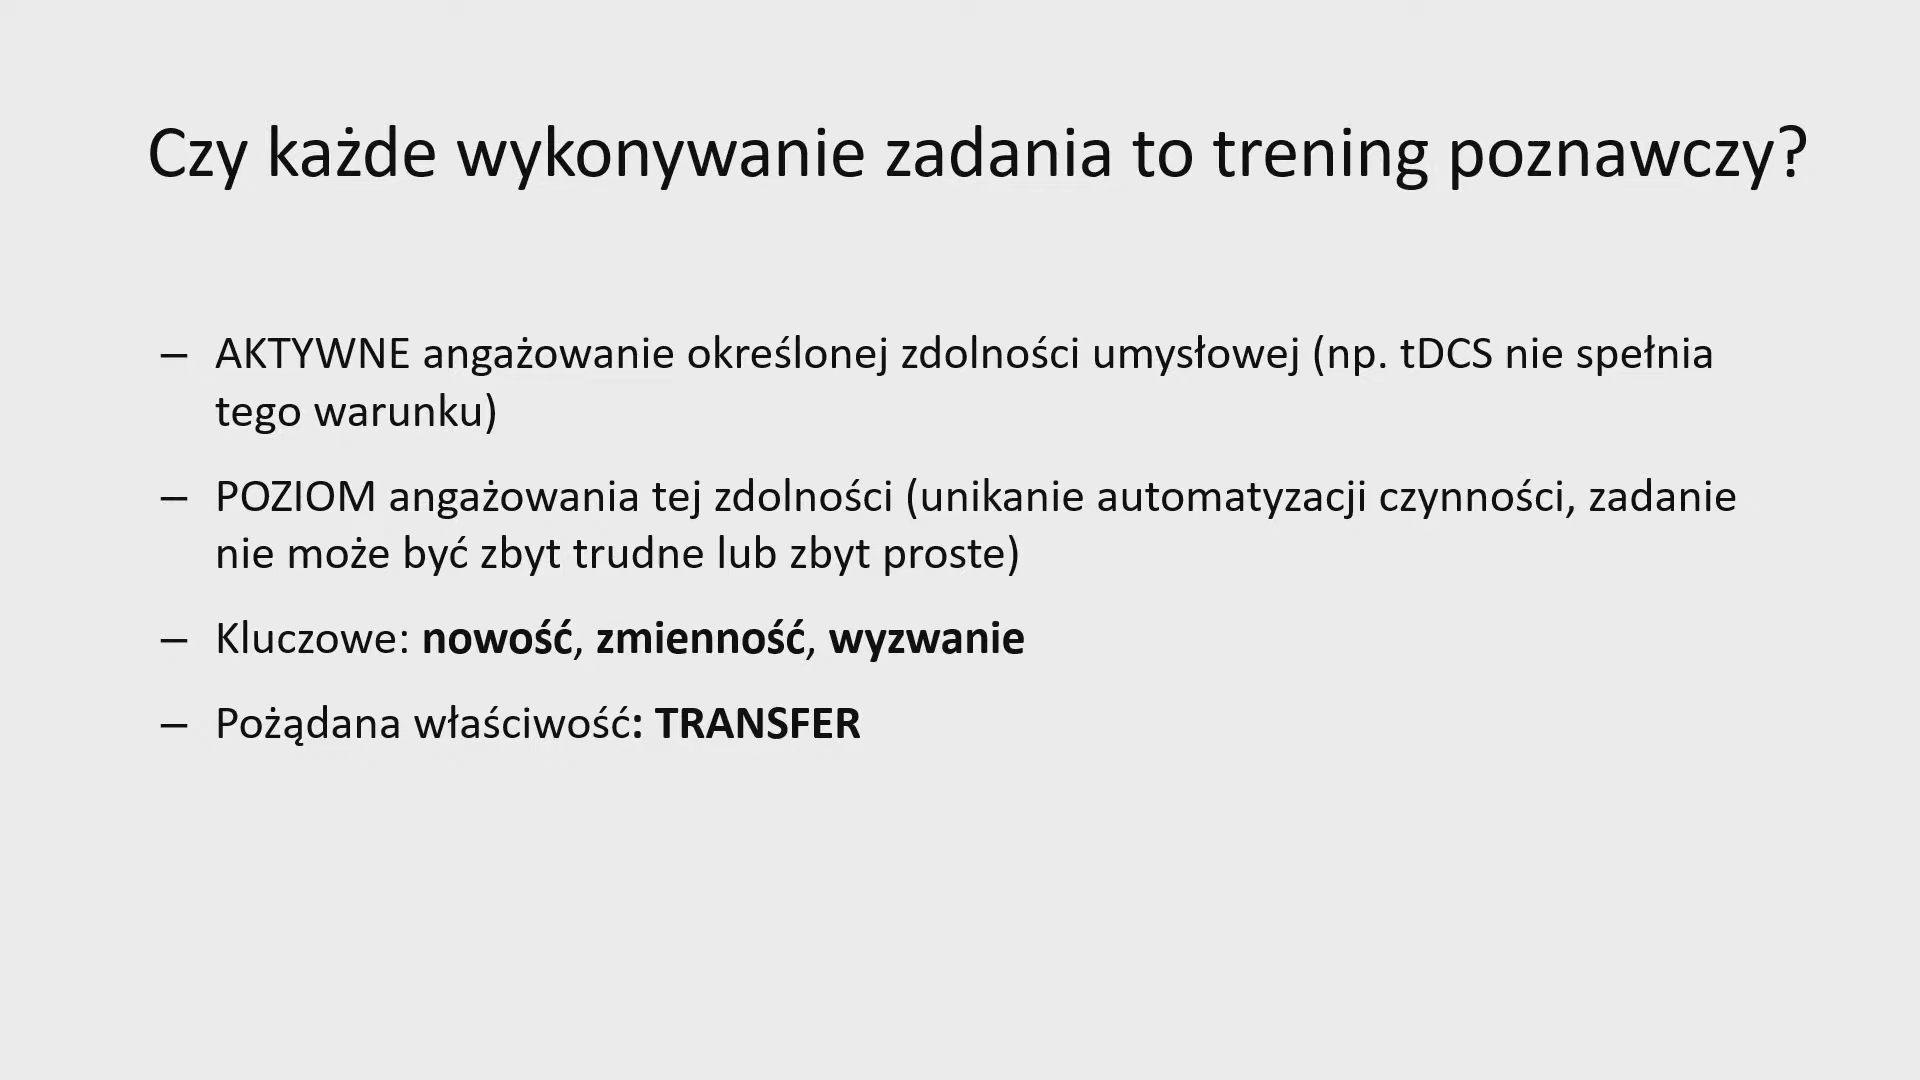 Czy każde wykonywanie zadania to trening poznawczy?
– AKTYWNE angażowanie określonej zdolności umysłowej (np. tDCS nie spełnia
tego warunku)
– POZIOM angażowania tej zdolności (unikanie automatyzacji czynności, zadanie
nie może być zbyt trudne lub zbyt proste)
– Kluczowe: nowość, zmienność, wyzwanie
– Pożądana właściwość: TRANSFER